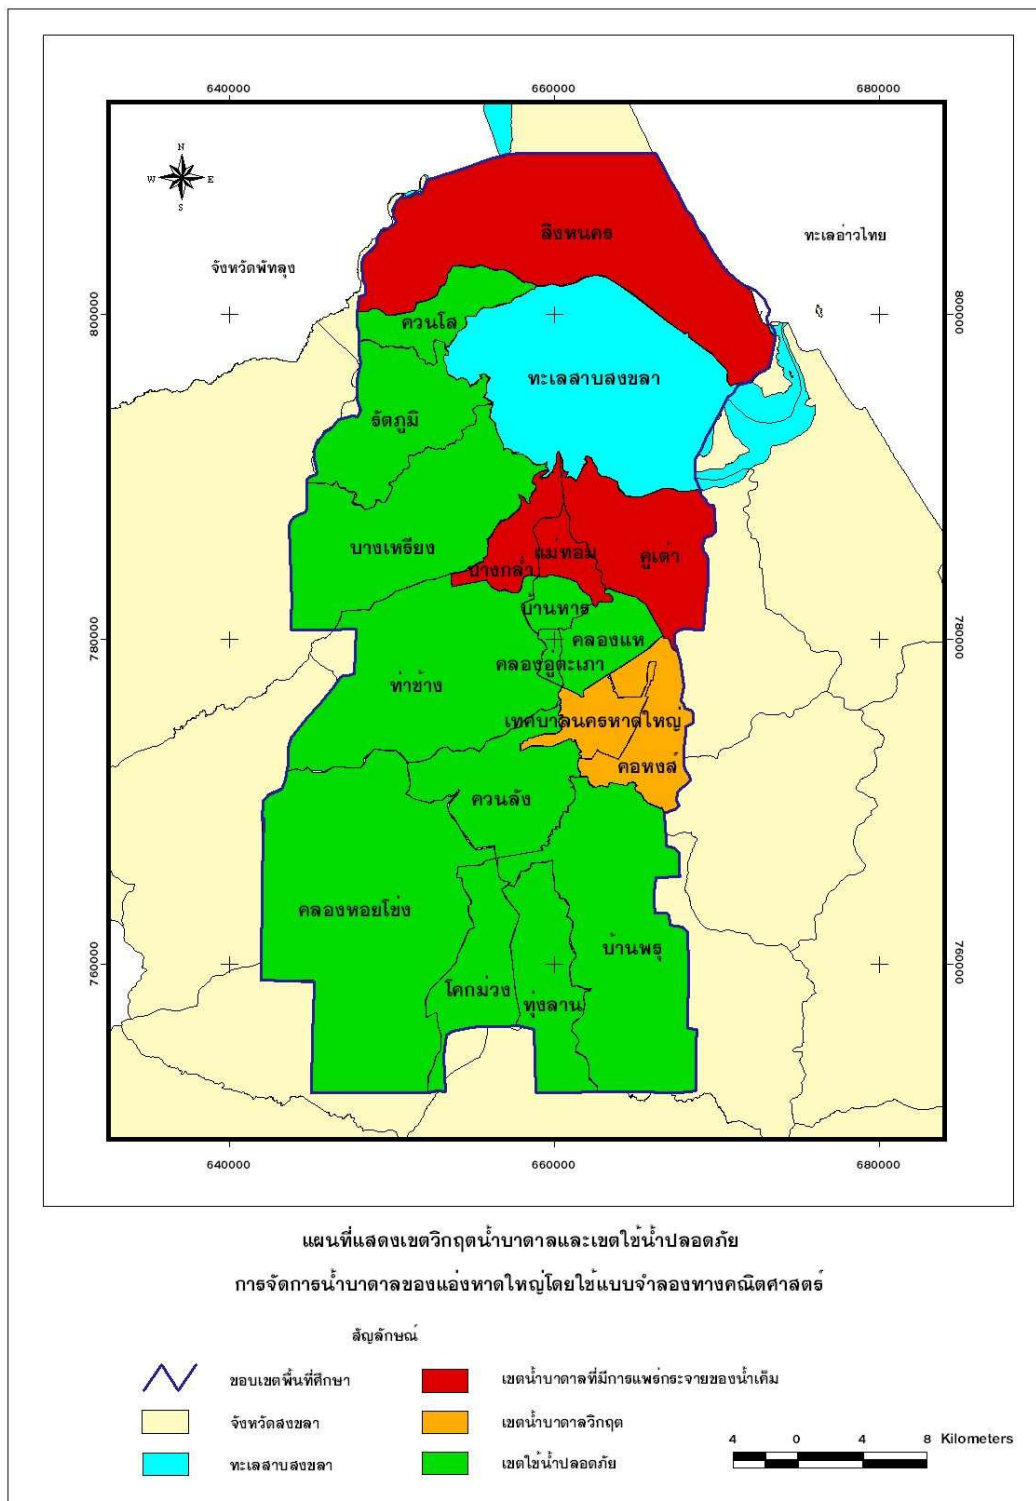 640000 660000 680000
N
W E
S
สิงหนคร
ทะเลอ่าวไทย
จังหวัดพัทลุง
800000 800000
ควนโส
ทะเลสาบสงขลา
รัตภูมิ
บางเหรียง
แม่ทอม
คูเต่า
บางกล่ำ
บ้านหาร
780000 780000
คลองแห
คลองอู่ตะเภา
ท่าช้าง
เทศบาลนครหาดใหญ่
คอหงส์
ควนลัง
คลองหอยโข่ง
บ้านพรุ
760000 760000
โคกม่วง
ทุ่งลาน
640000 660000 680000
แผนที่แสดงเขตวิกฤตน้ำบาดาลและเขตใช้น้ำปลอดภัย
การจัดการน้ำบาดาลของแอ่งหาดใหญ่โดยใช้แบบจำลองทางคณิตศาสตร์
สัญลักษณ์
ขอบเขตพื้นที่ศึกษา
เขตน้ำบาดาลที่มีการแพร่กระจายของน้ำเค็ม
จังหวัดสงขลา
เขตน้ำบาดาลวิกฤต
ทะเลสาบสงขลา
เขตใช้น้ำปลอดภัย
4 0 4 8 Kilometers